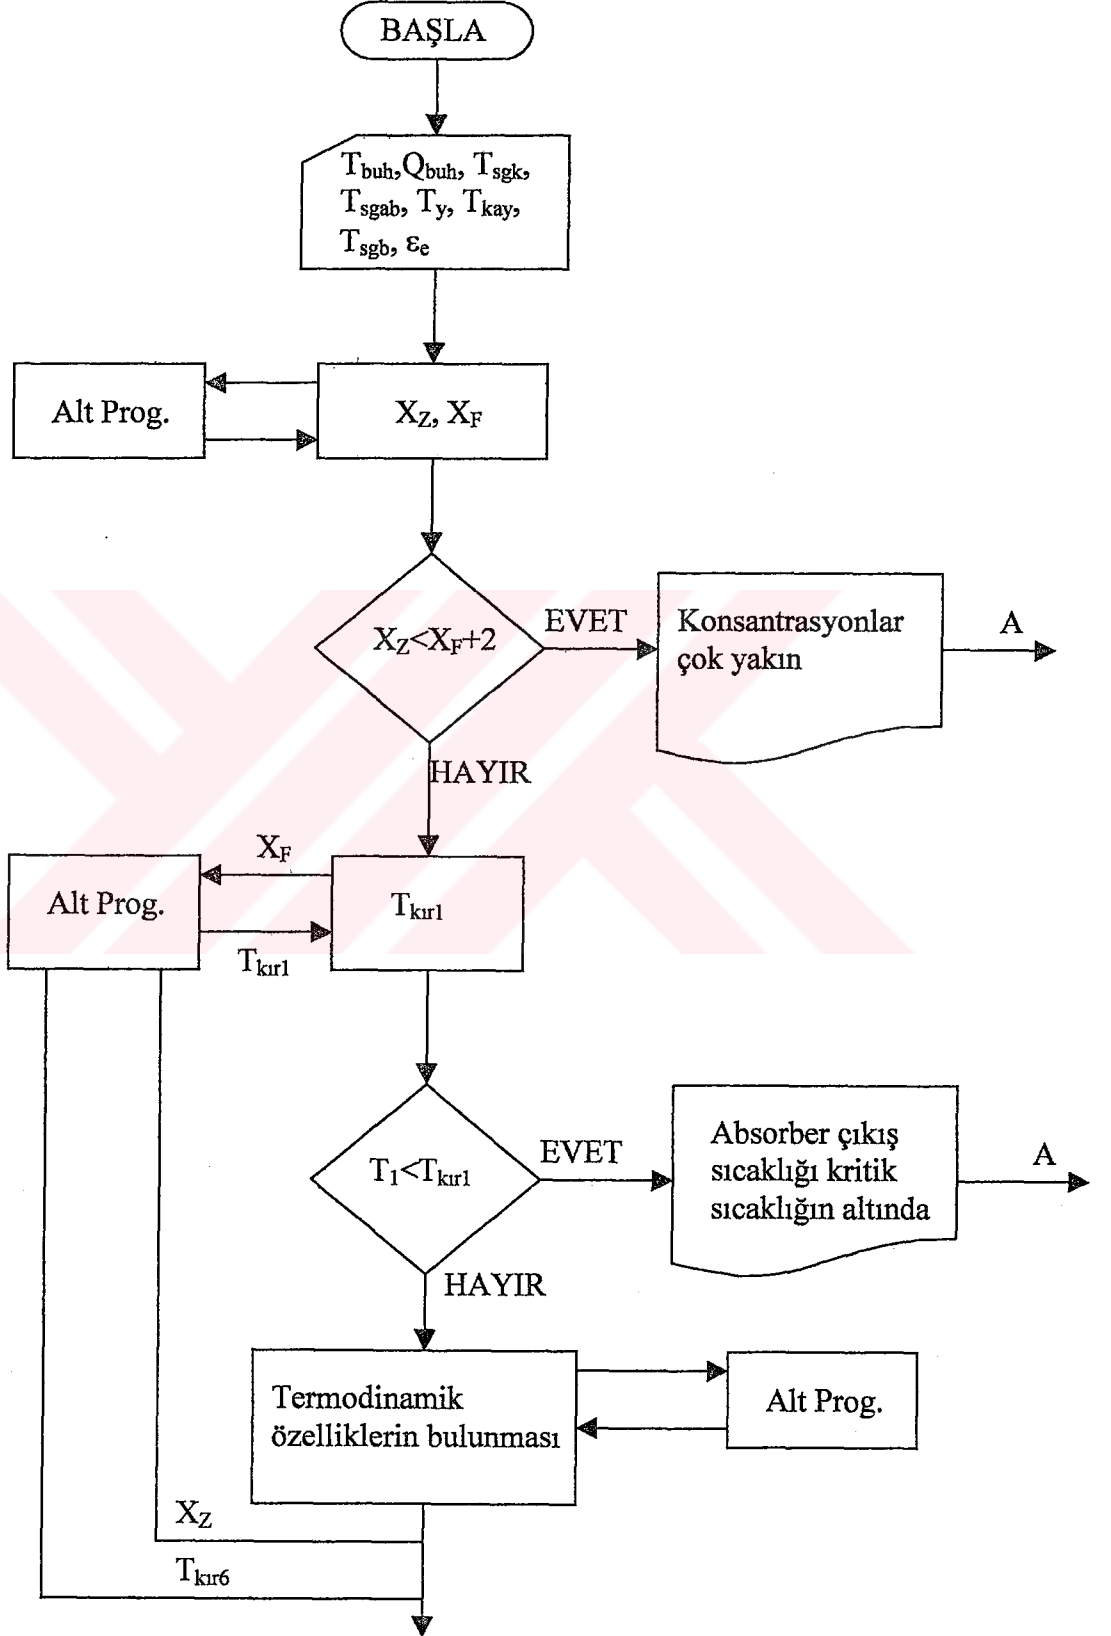 BAŞLA
T_buh, Q_buh, T_sgk,
T_sgab, T_y, T_kay,
T_sgb, ε_e
Alt Prog.
X_Z, X_F
X_Z<X_F+2
EVET
Konsantrasyonlar
çok yakın
A
HAYIR
X_F
Alt Prog.
T_kır1
T_kır1
T_1<T_kır1
EVET
Absorber çıkış
sıcaklığı kritik
sıcaklığın altında
A
HAYIR
Termodinamik
özelliklerin bulunması
Alt Prog.
X_Z
T_kır6